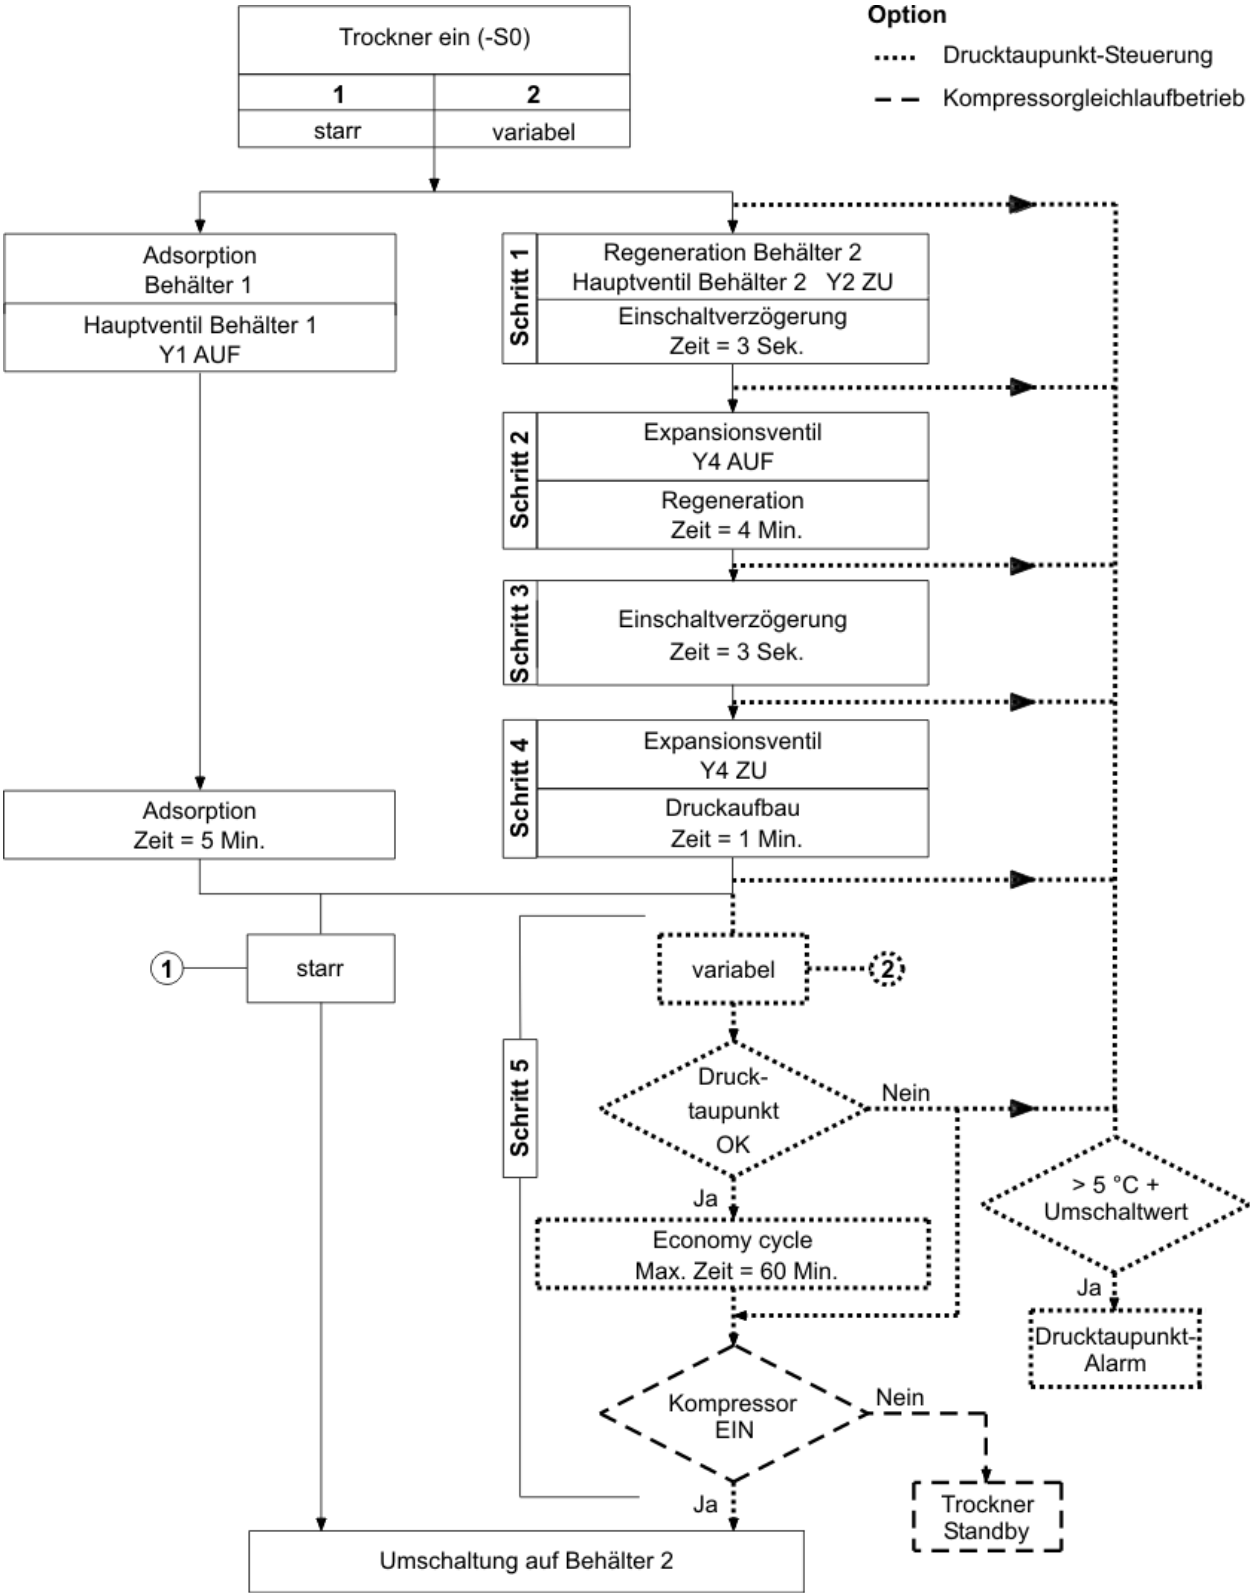 Option
Trockner ein (-S0)
Drucktaupunkt-Steuerung
1
2
Kompressorgleichlaufbetrieb
starr
variabel
Adsorption
Behälter 1
Hauptventil Behälter 1
Y1 AUF
Schritt 1
Regeneration Behälter 2
Hauptventil Behälter 2 Y2 ZU
Einschaltverzögerung
Zeit = 3 Sek.
Schritt 2
Expansionsventil
Y4 AUF
Regeneration
Zeit = 4 Min.
Schritt 3
Einschaltverzögerung
Zeit = 3 Sek.
Schritt 4
Expansionsventil
Y4 ZU
Druckaufbau
Zeit = 1 Min.
Adsorption
Zeit = 5 Min.
1
starr
variabel
2
Schritt 5
Druck-
taupunkt
OK
Nein
Ja
> 5 °C +
Umschaltwert
Ja
Drucktaupunkt-
Alarm
Economy cycle
Max. Zeit = 60 Min.
Kompressor
EIN
Nein
Ja
Trockner
Standby
Umschaltung auf Behälter 2